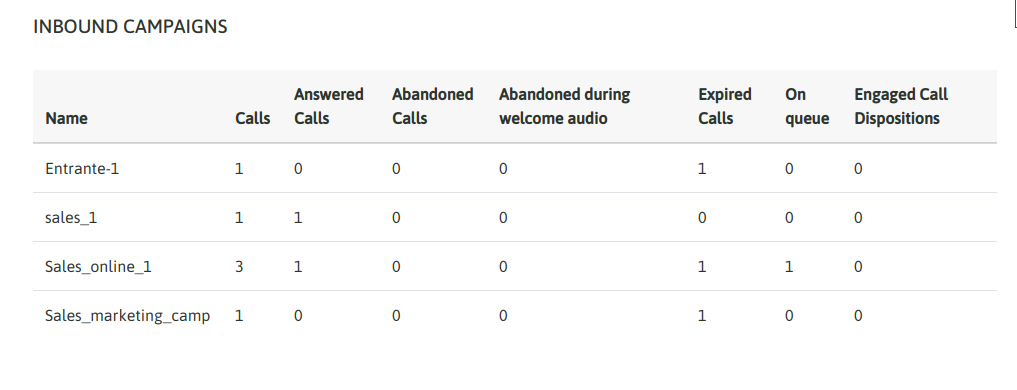 INBOUND CAMPAIGNS
Name Calls Answered Calls Abandoned Calls Abandoned during welcome audio Expired Calls On queue Engaged Call Dispositions
Entrante-1 1 0 0 0 1 0 0
sales_1 1 1 0 0 0 0 0
Sales_online_1 3 1 0 0 1 1 0
Sales_marketing_camp 1 0 0 0 1 0 0